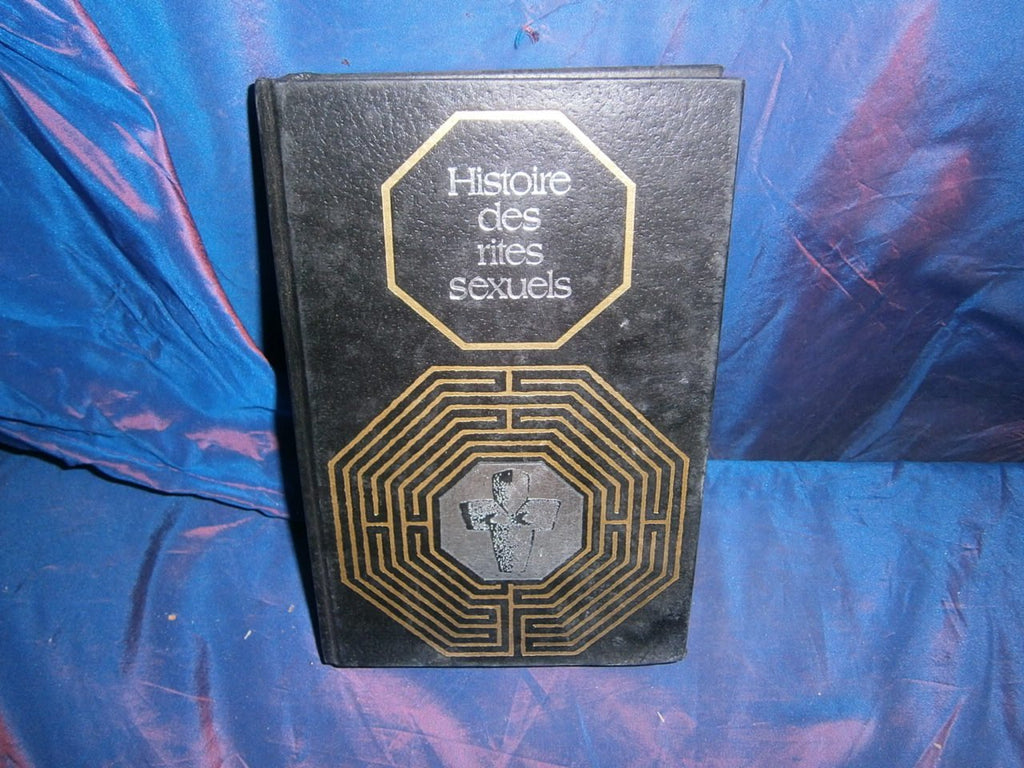 Histoire
des
rites
sexuels